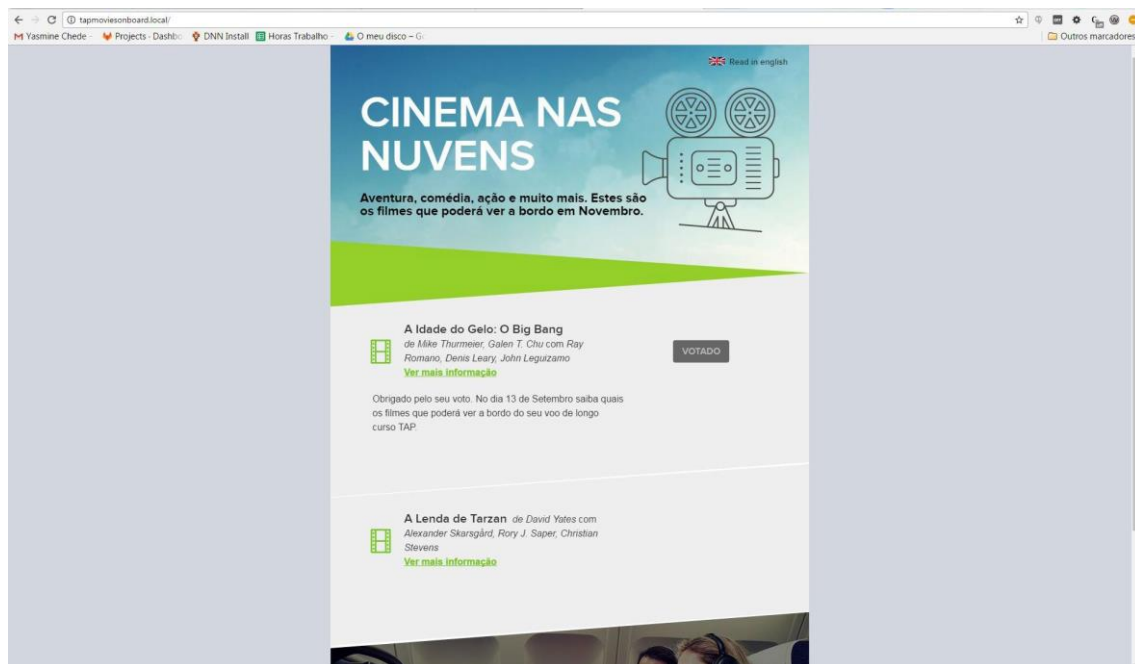 tapmoviesonboard.local/
Yasmine Chede - Projects - Dashbo DNN Install Horas Trabalho - O meu disco – G Outros marcadores
Read in english
CINEMA NAS
NUVENS
Aventura, comédia, ação e muito mais. Estes são
os filmes que poderá ver a bordo em Novembro.
A Idade do Gelo: O Big Bang
de Mike Thurmeier, Galen T. Chu com Ray
Romano, Denis Leary, John Leguizamo
VOTADO
Ver mais informação
Obrigado pelo seu voto. No dia 13 de Setembro saiba quais
os filmes que poderá ver a bordo do seu voo de longo
curso TAP.
A Lenda de Tarzan de David Yates com
Alexander Skarsgård, Rory J. Saper, Christian
Stevens
Ver mais informação